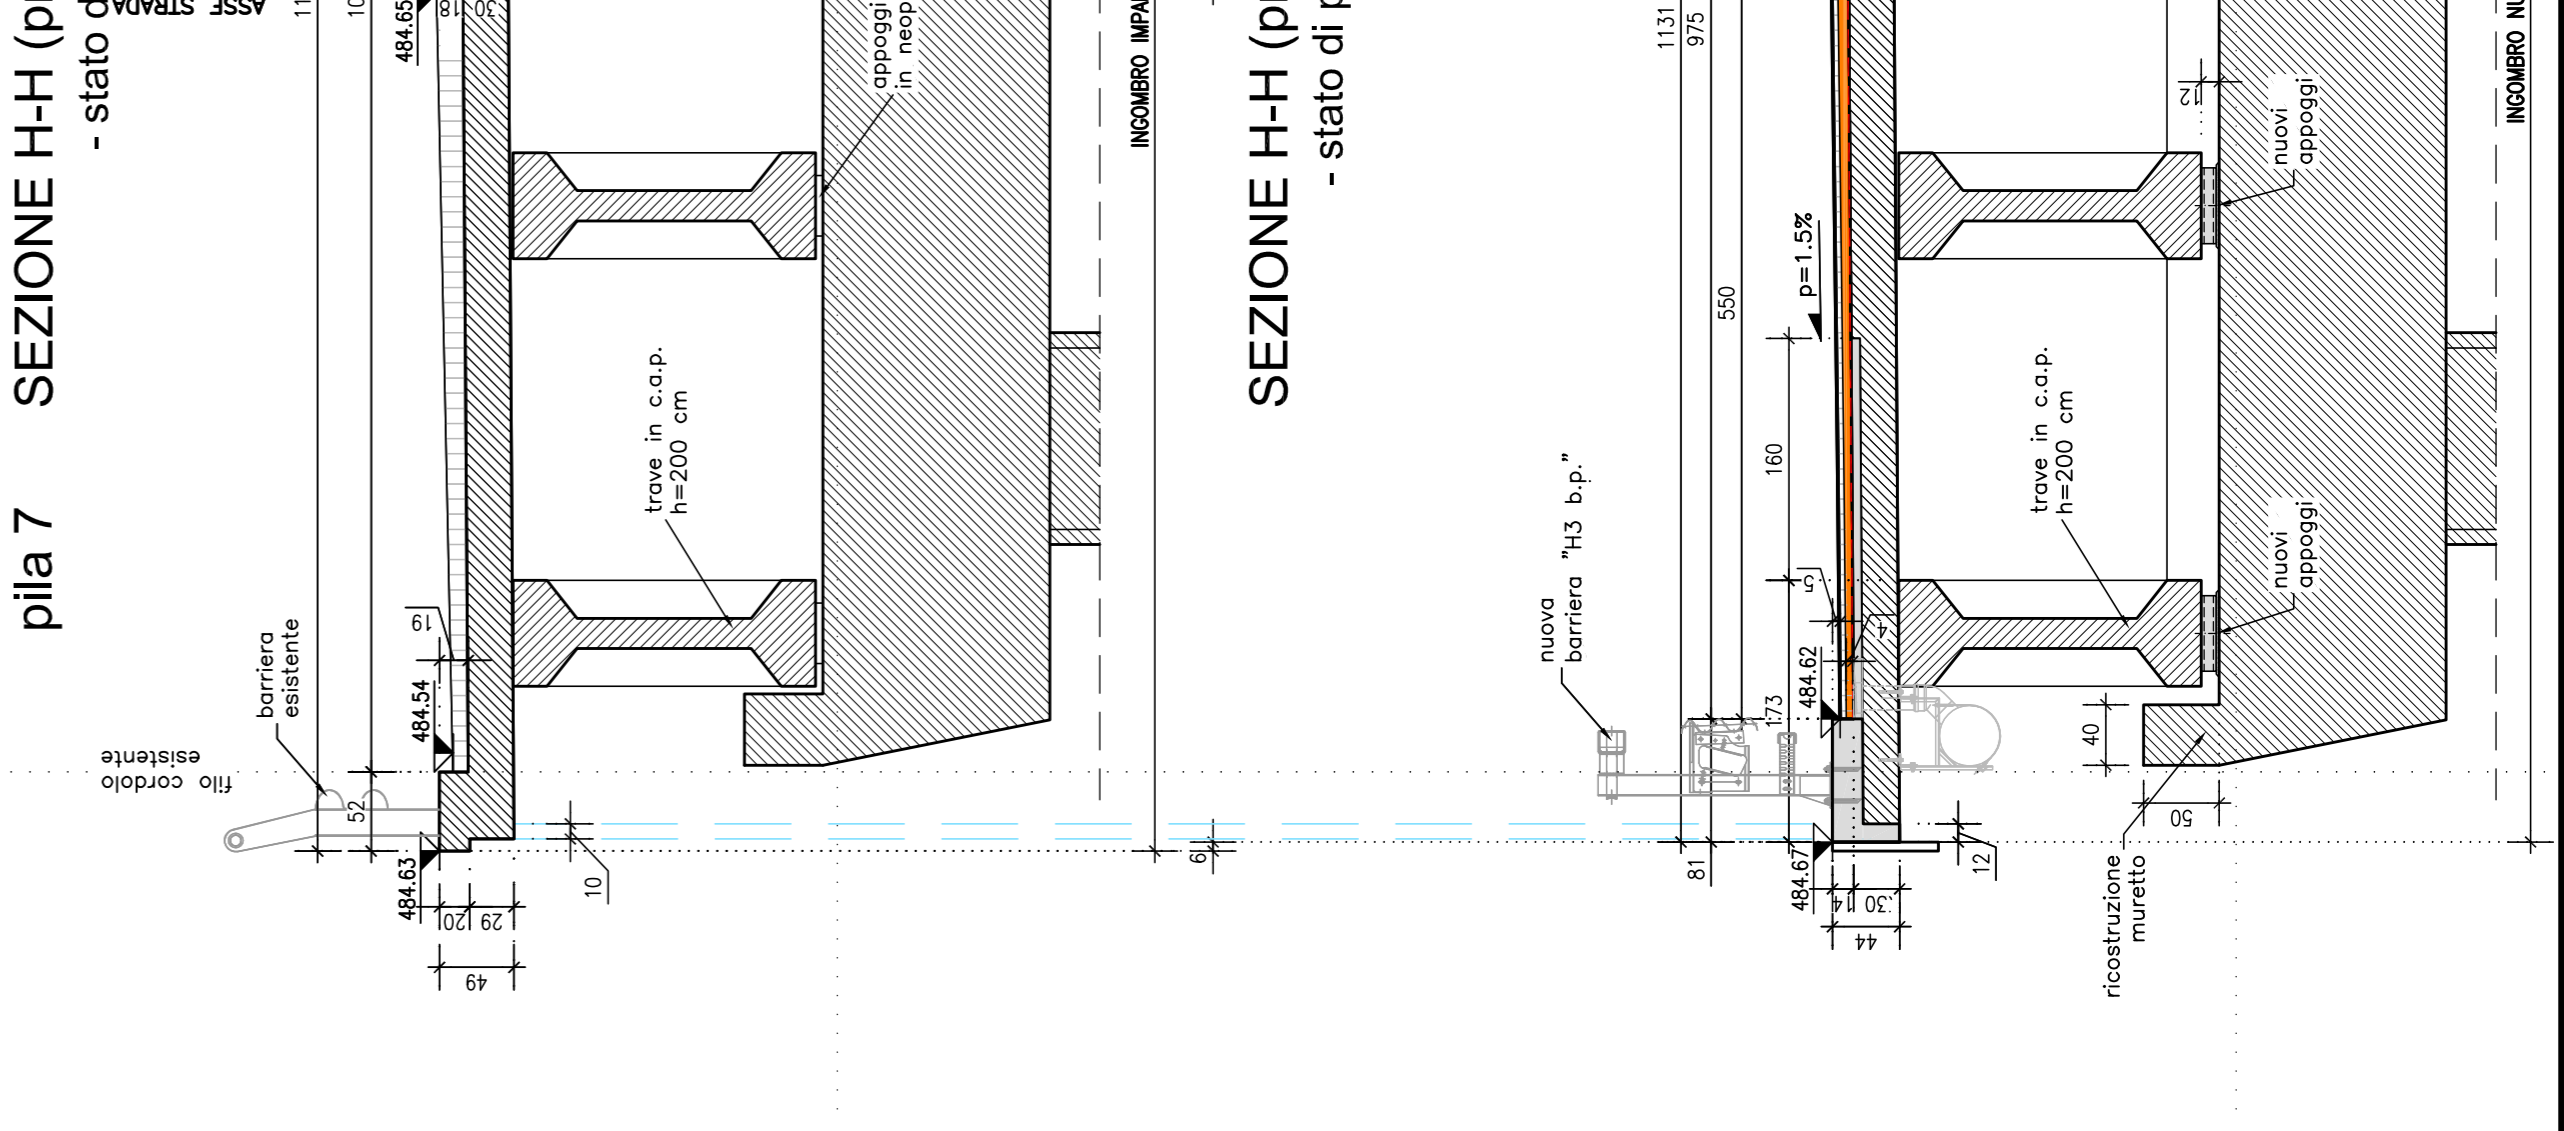 pila 7
SEZIONE H-H
- stato
ASSE STRADA
filo cordolo
esistente
barriera
esistente
52
484.65
18
30
19
484.54
484.63
20
29
49
10
trave in c.a.p.
h=200 cm
appoggi
in
INGOMBRO
6
SEZIONE H-H
- stato di
1131
975
550
160
173
81
p=1.5%
nuova
barriera "H3 b.p."
5
4
484.62
484.67
14
30
44
12
trave in c.a.p.
h=200 cm
12
nuovi
appoggi
nuovi
appoggi
40
50
ricostruzione
muretto
INGOMBRO